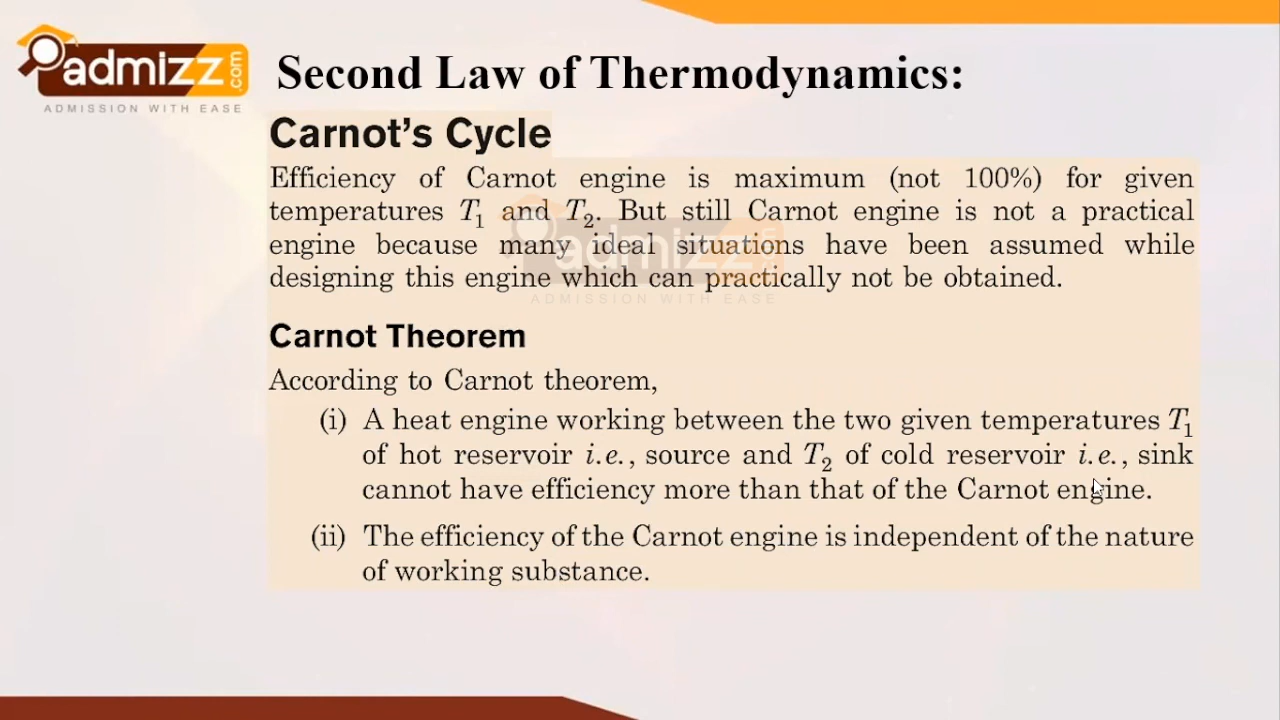 admizz.com
ADMISSION WITH EASE
Second Law of Thermodynamics:
Carnot's Cycle
Efficiency of Carnot engine is maximum (not 100%) for given
temperatures T₁ and T₂. But still Carnot engine is not a practical
engine because many ideal situations have been assumed while
designing this engine which can practically not be obtained.
admizz.com
ADMISSION WITH EASE
Carnot Theorem
According to Carnot theorem,
(i) A heat engine working between the two given temperatures T₁
of hot reservoir i.e., source and T₂ of cold reservoir i.e., sink
cannot have efficiency more than that of the Carnot engine.
(ii) The efficiency of the Carnot engine is independent of the nature
of working substance.